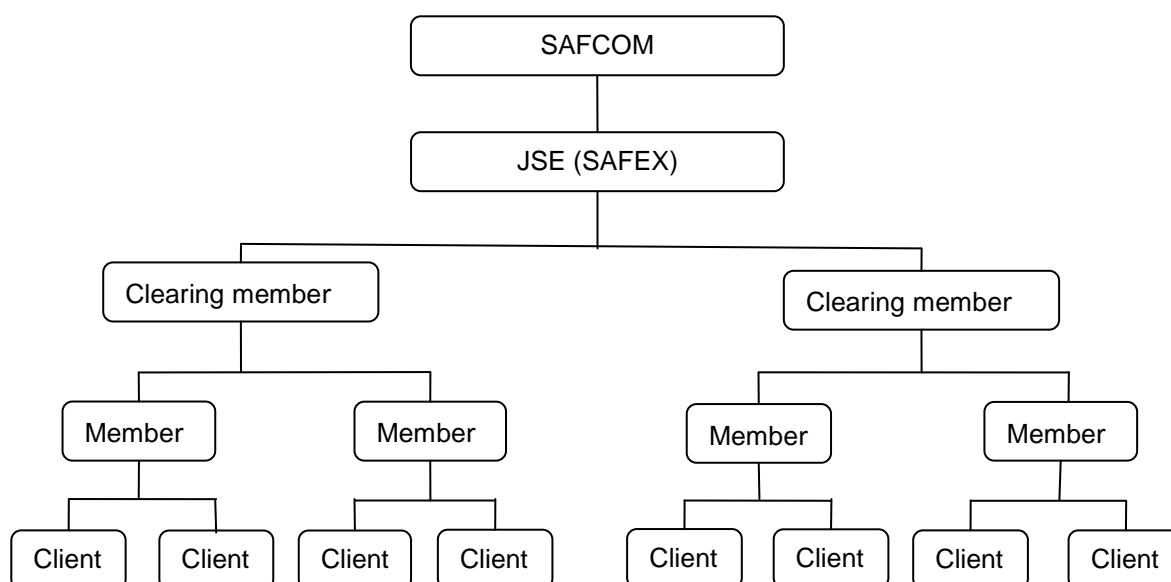 SAFCOM
JSE (SAFEX)
Clearing member
Clearing member
Member
Member
Member
Member
Client
Client
Client
Client
Client
Client
Client
Client